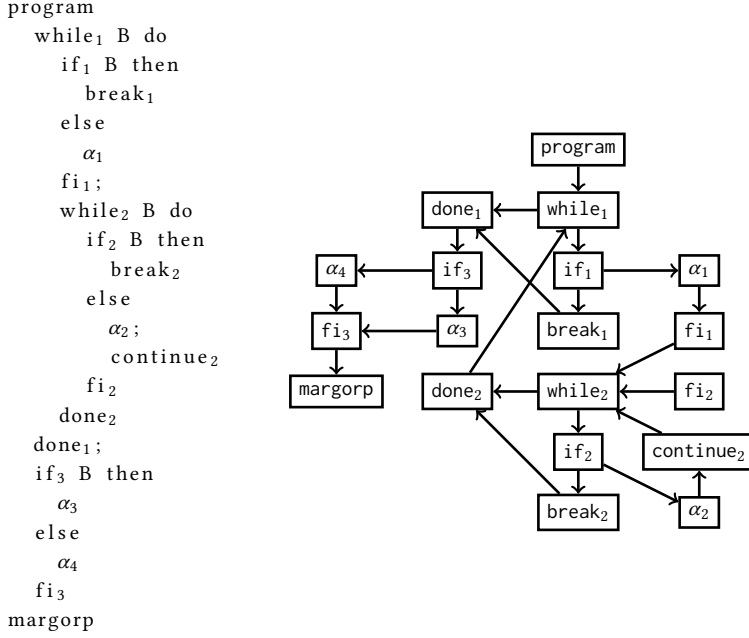 program
while₁ B do
if₁ B then
break₁
else
α₁
fi₁;
while₂ B do
if₂ B then
break₂
else
α₂;
continue₂
fi₂
done₂
done₁;
if₃ B then
α₃
else
α₄
fi₃
margorp
program
done₁ while₁
α₄ if₃ if₁ α₁
fi₃ α₃ break₁ fi₁
margorp done₂ while₂ fi₂
if₂ continue₂
break₂ α₂